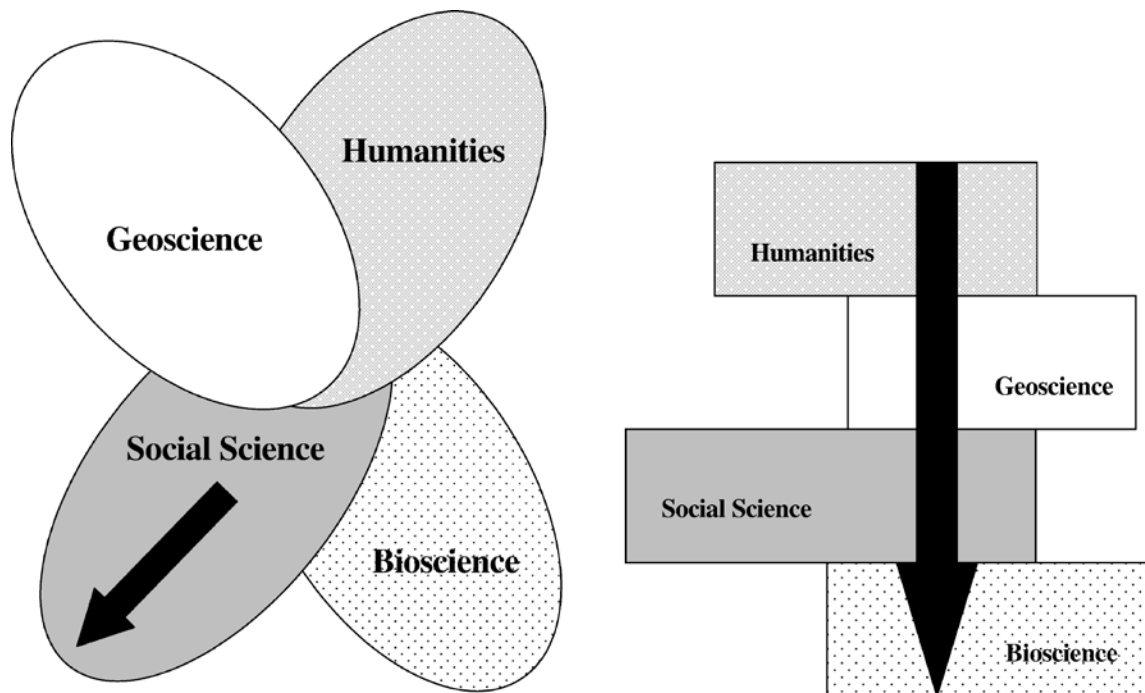 Humanities
Geoscience
Social Science
Bioscience
Humanities
Geoscience
Social Science
Bioscience